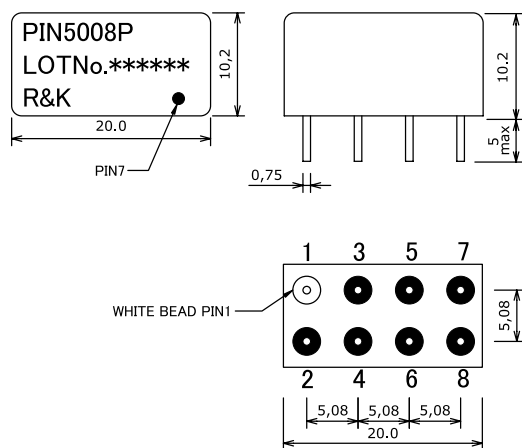 PIN5008P
LOTNo.******
R&K
10,2
20.0
PIN7
10.2
5
max
0,75
1 3 5 7
WHITE BEAD PIN1
5,08
2 4 6 8
5,08 5,08 5,08
20.0